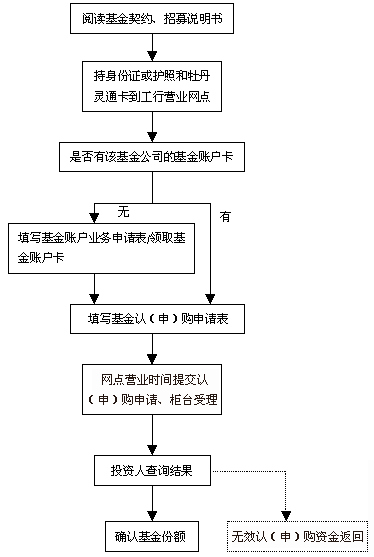 阅读基金契约、招募说明书
持身份证或护照和牡丹
灵通卡到工行营业网点
是否有该基金公司的基金账户卡
无
有
填写基金账户业务申请表/领取基
金账户卡
填写基金认(申)购申请表
网点营业时间提交认
(申)购申请、柜台受理
投资人查询结果
确认基金份额
无效认(申)购资金返回